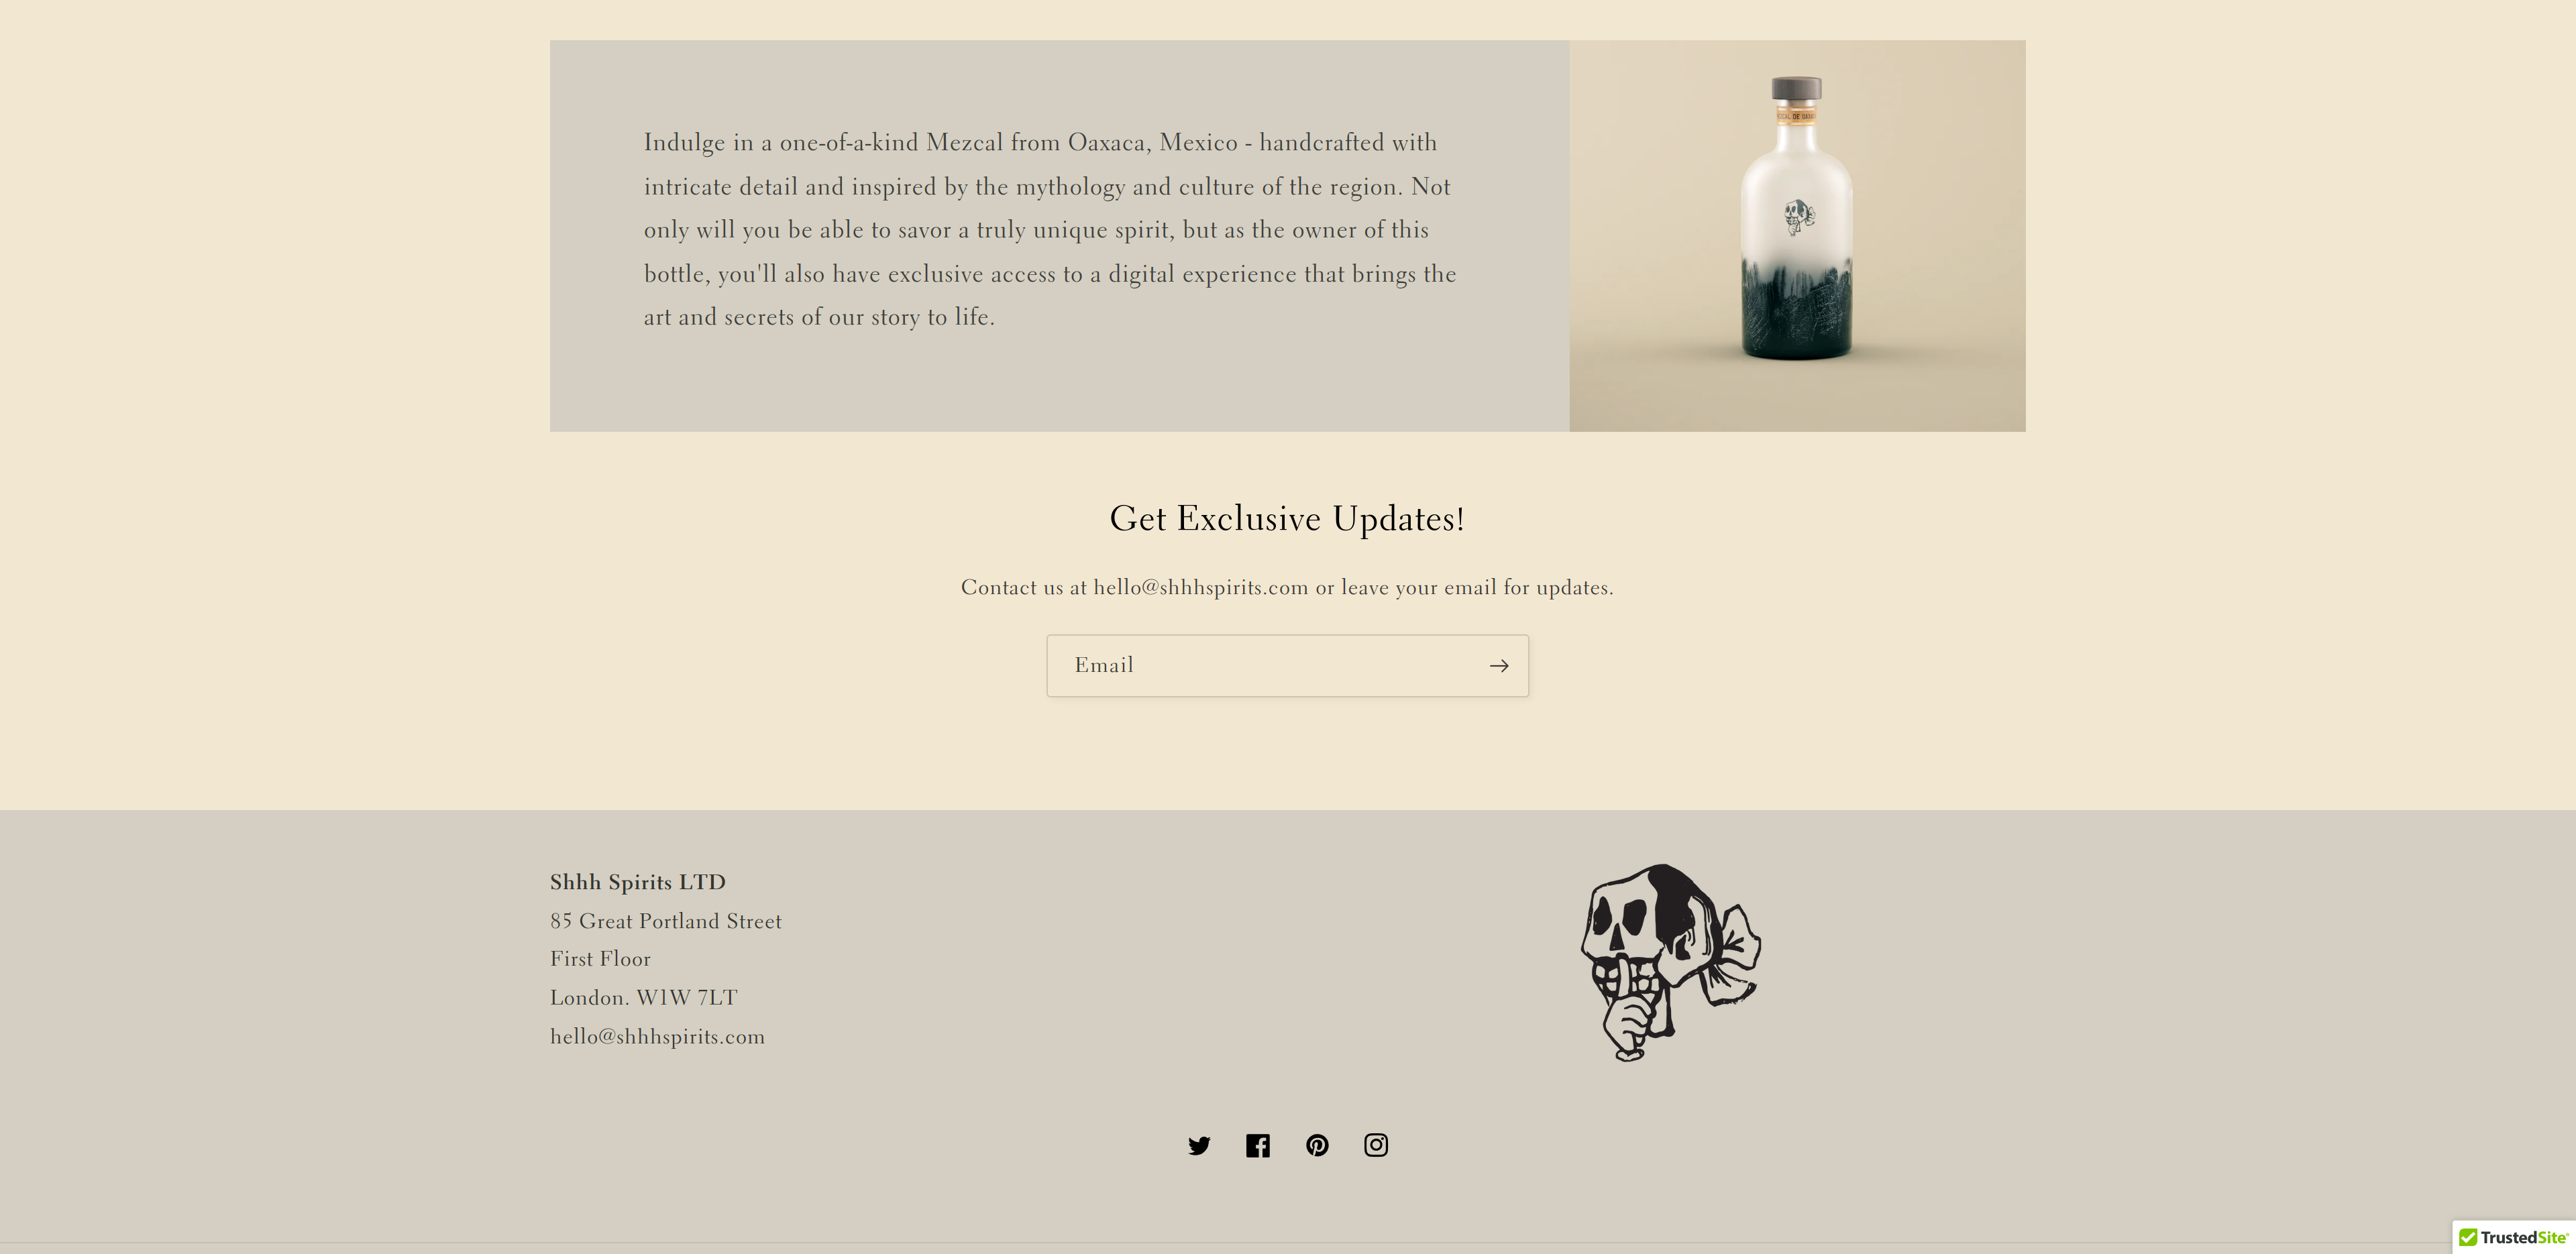 Indulge in a one-of-a-kind Mezcal from Oaxaca, Mexico - handcrafted with
intricate detail and inspired by the mythology and culture of the region. Not
only will you be able to savor a truly unique spirit, but as the owner of this
bottle, you'll also have exclusive access to a digital experience that brings the
art and secrets of our story to life.
DE OAXA
Get Exclusive Updates!
Contact us at hello@shhhspirits.com or leave your email for updates.
Email
Shhh Spirits LTD
85 Great Portland Street
First Floor
London. W1W 7LT
hello@shhhspirits.com
TrustedSite